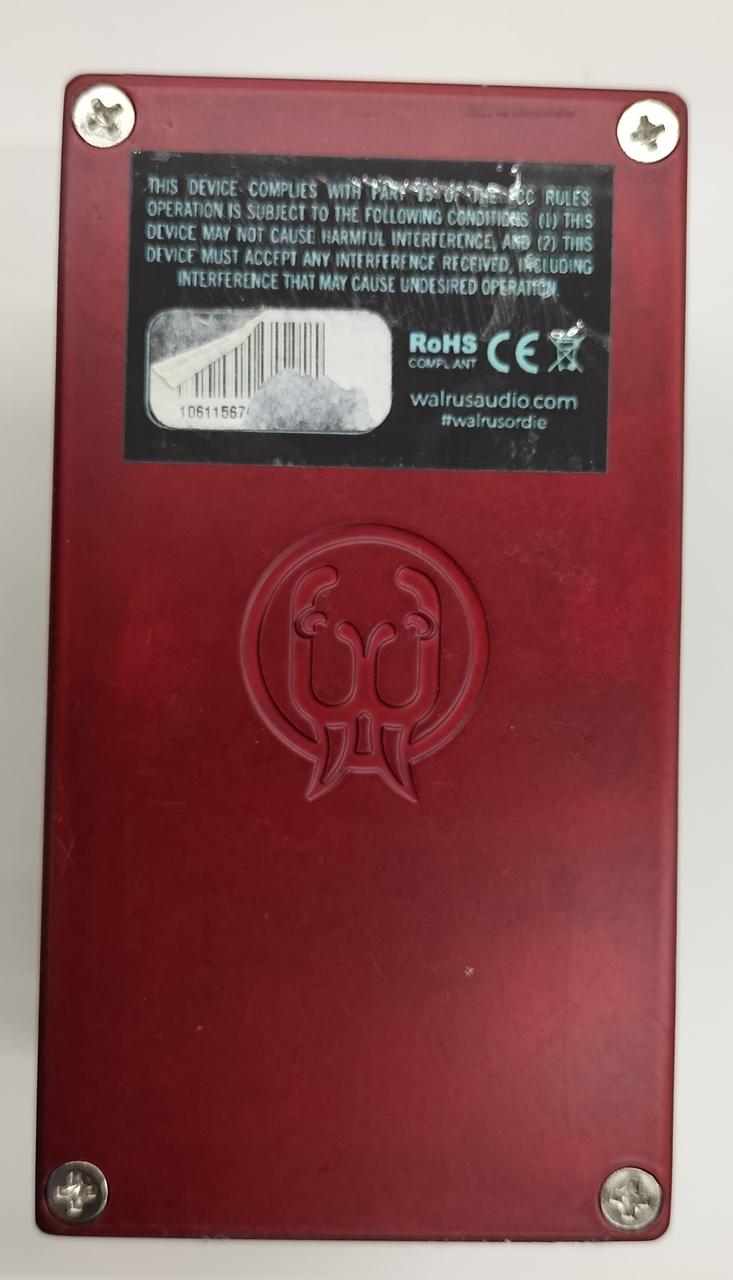 THIS DEVICE COMPLIES WITH PART 15 OF THE FCC RULES.
OPERATION IS SUBJECT TO THE FOLLOWING CONDITIONS: (1) THIS
DEVICE MAY NOT CAUSE HARMFUL INTERFERENCE, AND (2) THIS
DEVICE MUST ACCEPT ANY INTERFERENCE RECEIVED, INCLUDING
INTERFERENCE THAT MAY CAUSE UNDESIRED OPERATION.
RoHS CE
COMPLIANT
walrusaudio.com
#walrusordie